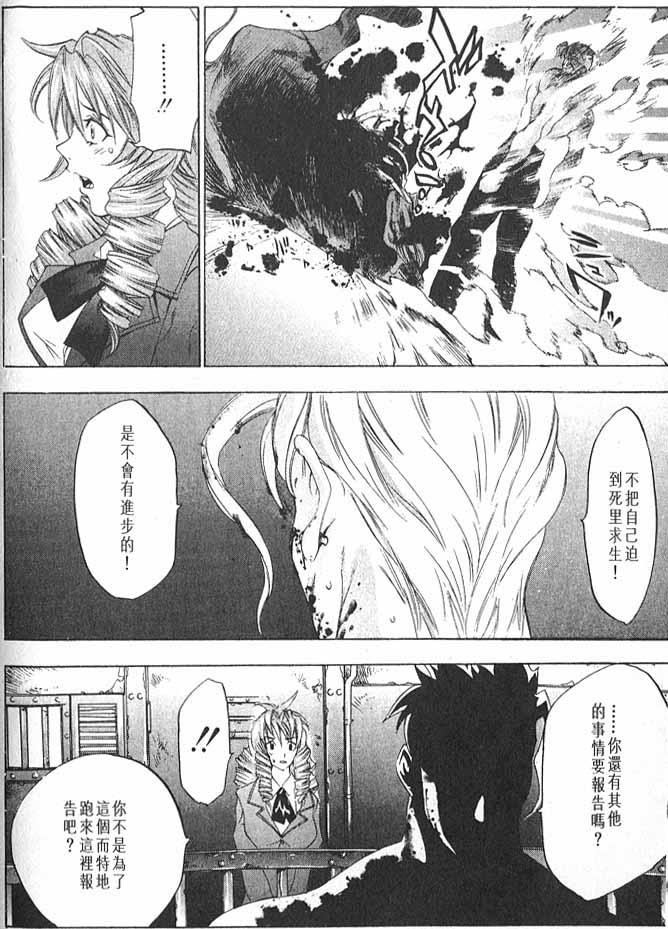 ……!!
不把自己迫
到死里求生！
是不會有進步的！
……你還有其他
的事情要報告嗎？
!!
你不是為了
這個而特地
跑來這裡報
告吧？